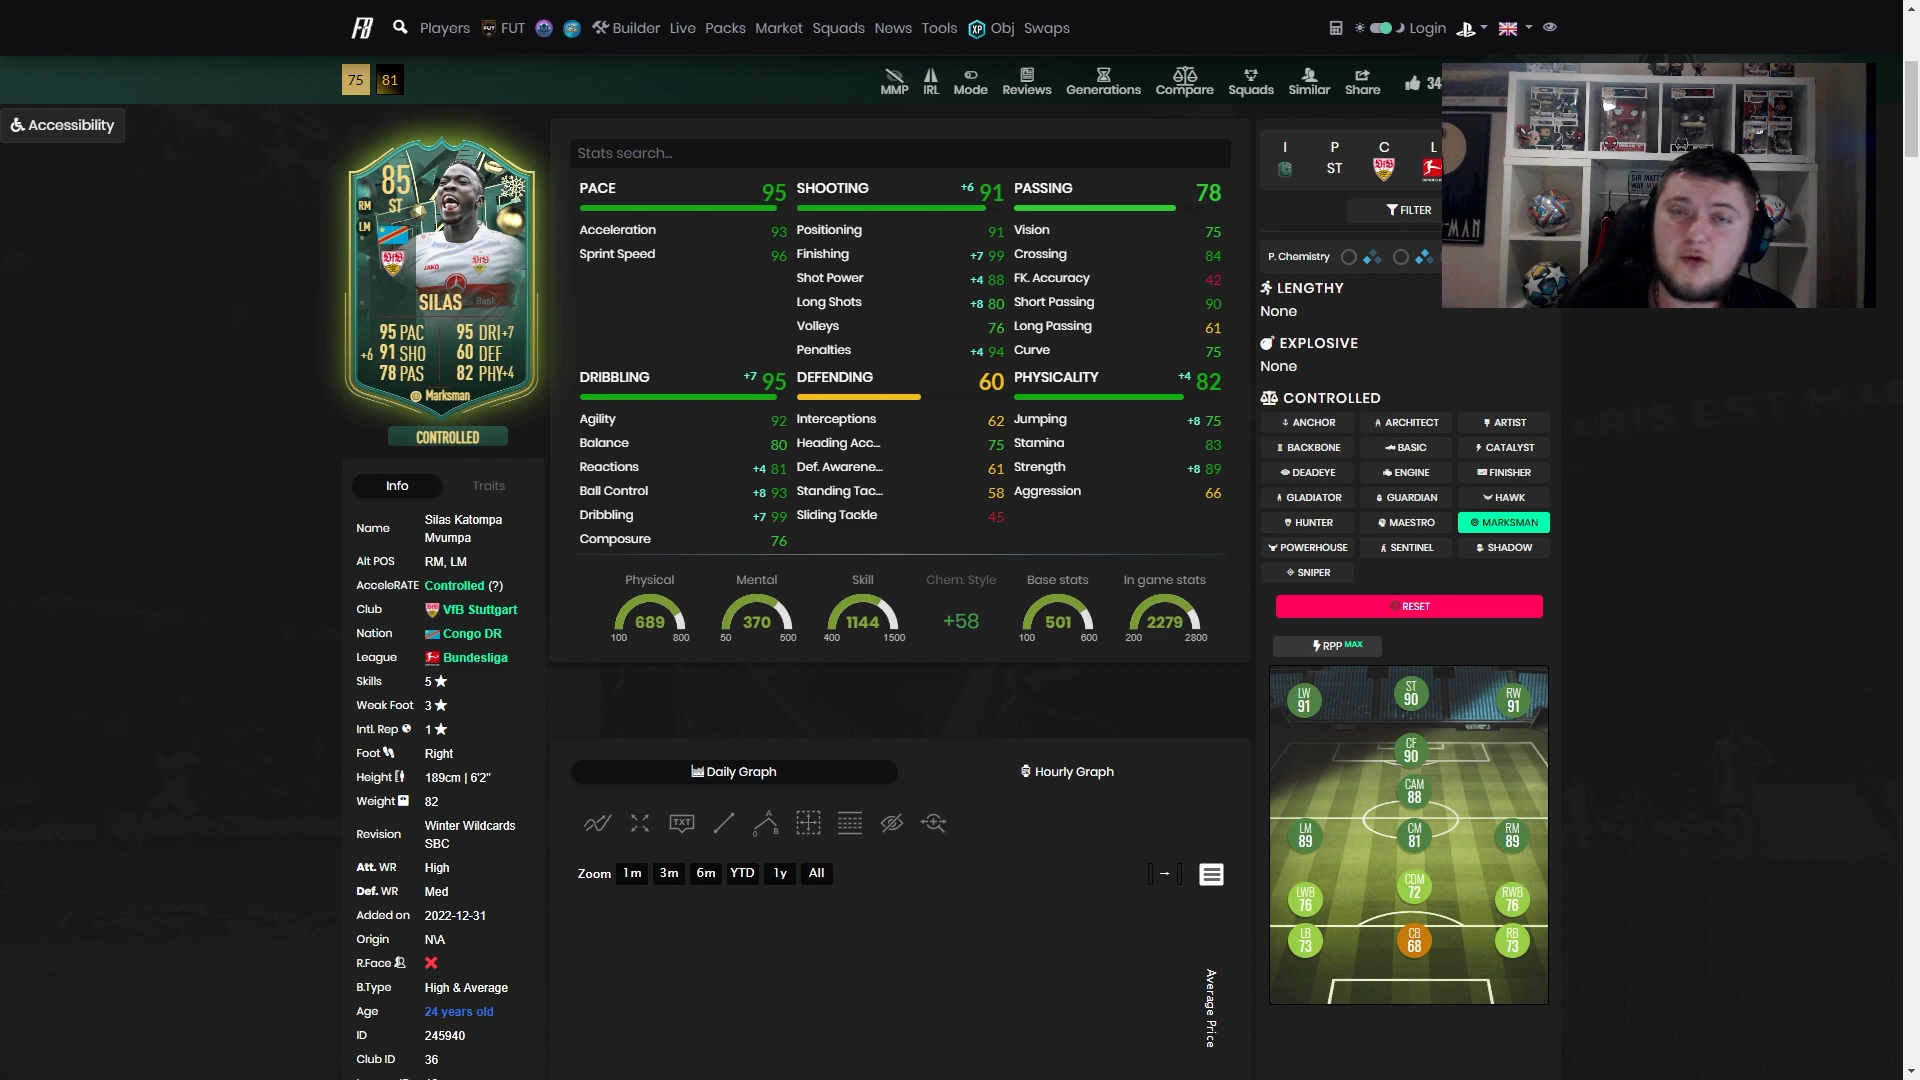 FB Players FUT Builder Live Packs Market Squads News Tools XP Obj Swaps Login
75 81 MMP IRL Mode Reviews Generations Compare Squads Similar Share 34
Accessibility
85
ST
RM
LM
JAKO
SILAS
95 PAC 95 DRI+7
+6 91 SHO 60 DEF
78 PAS 82 PHY+4
Marksman
CONTROLLED
Info Traits
Name Silas Katompa Mvumpa
Alt POS RM, LM
AcceleRATE Controlled (?)
Club VfB Stuttgart
Nation Congo DR
League Bundesliga
Skills 5
Weak Foot 3
Intl. Rep 1
Foot Right
Height 189cm | 6'2"
Weight 82
Revision Winter Wildcards SBC
Att. WR High
Def. WR Med
Added on 2022-12-31
Origin N\A
R.Face
B.Type High & Average
Age 24 years old
ID 245940
Club ID 36
Stats search...
PACE 95
Acceleration 93
Sprint Speed 96
SHOOTING +6 91
Positioning 91
Finishing +7 99
Shot Power +4 88
Long Shots +8 80
Volleys 76
Penalties +4 94
PASSING 78
Vision 75
Crossing 84
FK. Accuracy 42
Short Passing 90
Long Passing 61
Curve 75
DRIBBLING +7 95
Agility 92
Balance 80
Reactions +4 81
Ball Control +8 93
Dribbling +7 99
Composure 76
DEFENDING 60
Interceptions 62
Heading Acc... 75
Def. Awarene... 61
Standing Tac... 58
Sliding Tackle 45
PHYSICALITY +4 82
Jumping +8 75
Stamina 83
Strength +8 89
Aggression 66
Physical Mental Skill Chem. Style Base stats In game stats
689 370 1144 +58 501 2279
100 800 50 500 400 1500 100 600 200 2800
Daily Graph Hourly Graph
TXT
Zoom 1m 3m 6m YTD 1y All
→
Average Price
I P C L
ST
FILTER
P. Chemistry
LENGTHY
None
EXPLOSIVE
None
CONTROLLED
ANCHOR ARCHITECT ARTIST
BACKBONE BASIC CATALYST
DEADEYE ENGINE FINISHER
GLADIATOR GUARDIAN HAWK
HUNTER MAESTRO MARKSMAN
POWERHOUSE SENTINEL SHADOW
SNIPER
RESET
RPP MAX
LW 91 ST 90 RW 91
CF 90
CAM 88
LM 89 CM 81 RM 89
LWB 76 CDM 72 RWB 76
LB 73 CB 68 RB 73